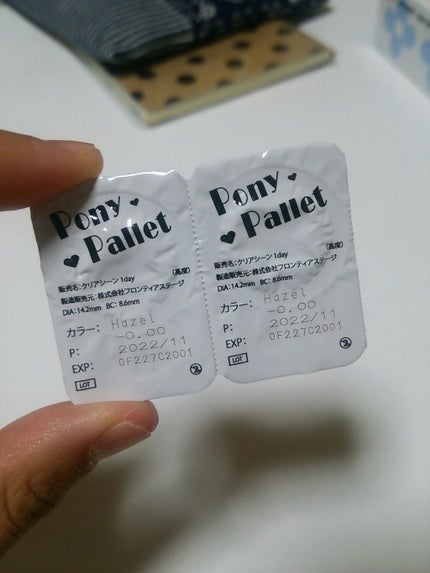 Pony
Pallet
販売名:クリアシーン 1day
(高度)
製造販売元:株式会社フロンティアステージ
DIA:14.2mm BC:8.6mm
カラー: Hazel
P: -0.00
EXP: 2022/11
LOT 0F227C2001
2
Pony
Pallet
販売名:クリアシーン 1day
(高度)
製造販売元:株式会社フロンティアステージ
DIA:14.2mm BC:8.6mm
カラー: Hazel
P: -0.00
EXP: 2022/11
LOT 0F227C2001
2